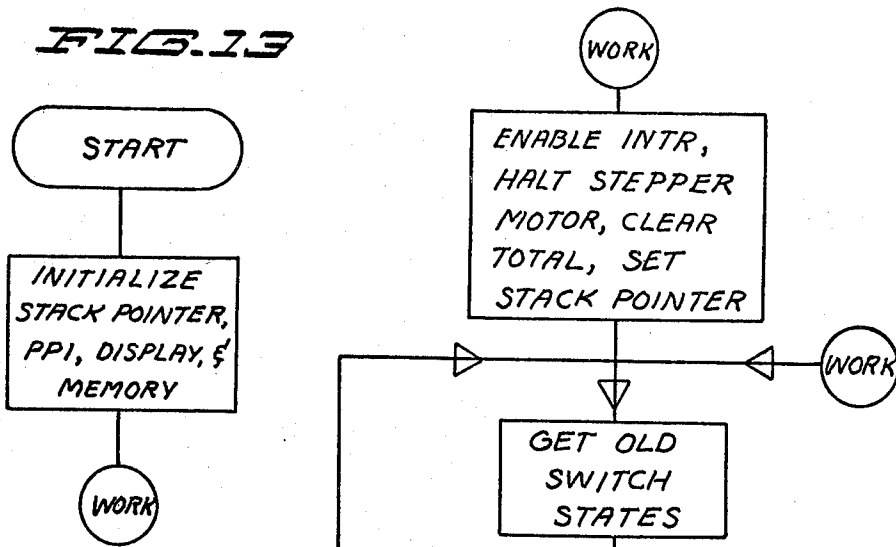 FIG. 13
START
INITIALIZE
STACK POINTER,
PPI, DISPLAY, &
MEMORY
WORK
WORK
ENABLE INTR,
HALT STEPPER
MOTOR, CLEAR
TOTAL, SET
STACK POINTER
WORK
GET OLD
SWITCH
STATES